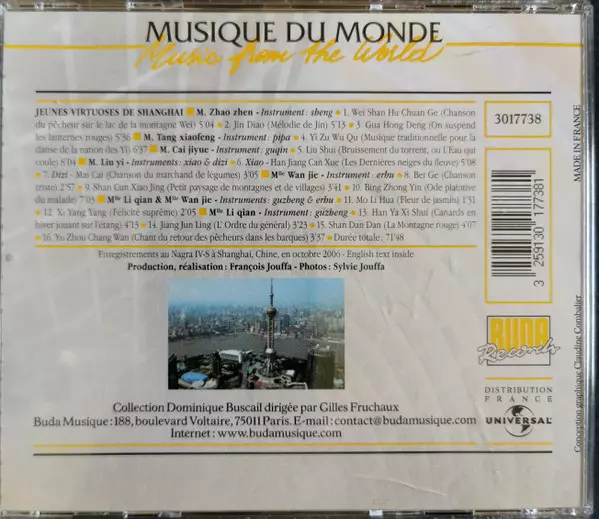 MUSIQUE DU MONDE
Music from the World
JEUNES VIRTUOSES DE SHANGHAI ■ M. Zhao zhen - Instrument : sheng • 1. Wei Shan Hu Chuan Ge (Chanson
du pêcheur sur le lac de la montagne Wei) 5'04 • 2. Jin Diao (Mélodie de Jin) 5'13 • 3. Gua Hong Deng (On suspend
les lanternes rouges) 5'36 ■ M. Tang xiaofeng - Instrument : pipa • 4. Yi Zu Wu Qu (Musique traditionnelle pour la
danse de la nation des Yi) 6'37 ■ M. Cai jiyue - Instrument : guqin • 5. Liu Shui (Bruissement du torrent, ou L'eau qui
coule) 8'04 ■ M. Liu yi - Instruments : xiao & dizi • 6. Xiao - Han Jiang Can Xue (Les Dernières neiges du fleuve) 5'08
• 7. Dizi - Mas Cai (Chanson du marchand de légumes) 3'05 ■ Mlle Wan jie - Instrument : erhu • 8. Bei Ge (Chanson
triste) 2'57 • 9. Shan Cun Xiao Jing (Petit paysage de montagnes et de villages) 3'41 • 10. Bing Zhong Yin (Ode plaintive
du malade) 7'03 ■ Mlle Li qian & Mlle Wan jie - Instruments : guzheng & erhu • 11. Mo Li Hua (Fleur de jasmin) 1'51
• 12. Xi Yang Yang (Félicité suprême) 2'05 ■ Mlle Li qian - Instrument : guzheng • 13. Han Ya Xi Shui (Canards en
hiver jouant sur l'étang) 4'15 • 14. Jiang Jun Ling (L'Ordre du général) 3'23 • 15. Shan Dan Dan (La Montagne rouge) 4'07
• 16. Yu Zhou Chang Wan (Chant du retour des pêcheurs dans les barques) 3'37 • Durée totale : 71'48
Enregistrements au Nagra IV-S à Shanghai, Chine, en octobre 2006 - English text inside
Production, réalisation : François Jouffa - Photos : Sylvie Jouffa
Collection Dominique Buscail dirigée par Gilles Fruchaux
Buda Musique : 188, boulevard Voltaire, 75011 Paris. E-mail : contact@budamusique.com
Internet : www.budamusique.com
3017738
3 259130 177381
BUDA
Records
DISTRIBUTION
FRANCE
UNIVERSAL
MADE IN FRANCE
Conception graphique Claudine Combalier